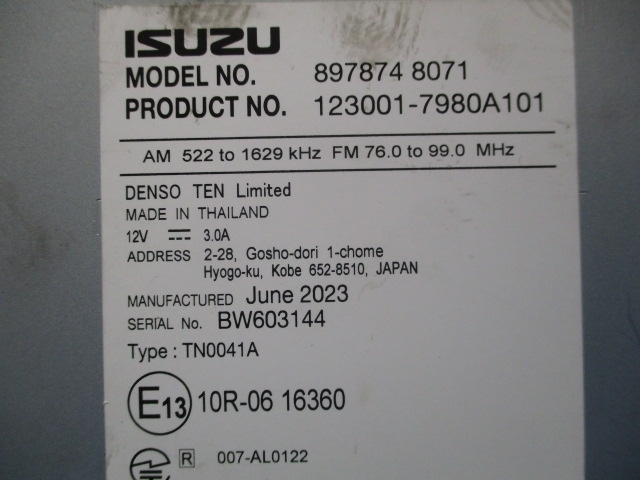 ISUZU
MODEL NO. 897874 8071
PRODUCT NO. 123001-7980A101
AM 522 to 1629 kHz FM 76.0 to 99.0 MHz
DENSO TEN Limited
MADE IN THAILAND
12V ⎓ 3.0A
ADDRESS 2-28, Gosho-dori 1-chome
Hyogo-ku, Kobe 652-8510, JAPAN
MANUFACTURED June 2023
SERIAL No. BW603144
Type : TN0041A
E13 10R-06 16360
R 007-AL0122